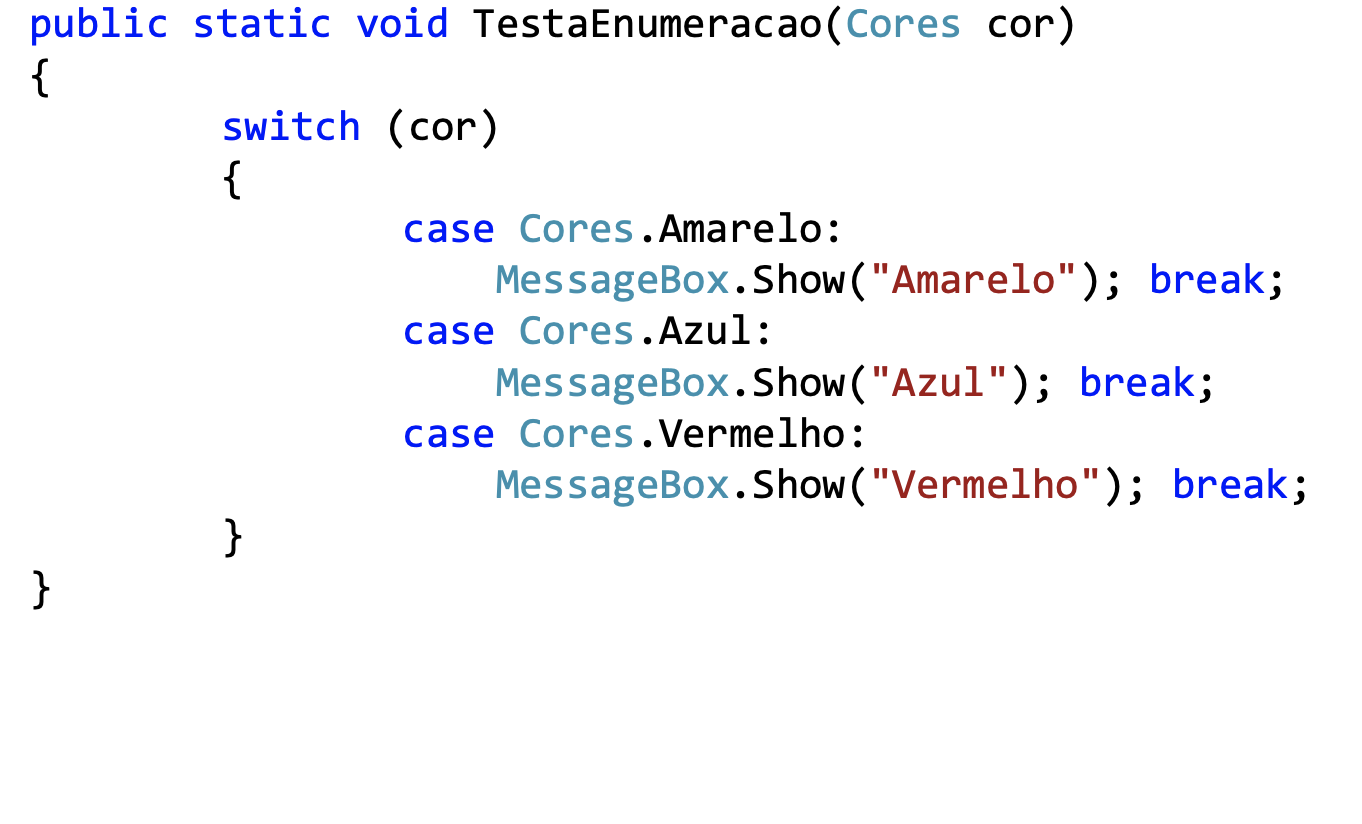 public static void TestaEnumeracao(Cores cor)
{
switch (cor)
{
case Cores.Amarelo:
MessageBox.Show("Amarelo"); break;
case Cores.Azul:
MessageBox.Show("Azul"); break;
case Cores.Vermelho:
MessageBox.Show("Vermelho"); break;
}
}